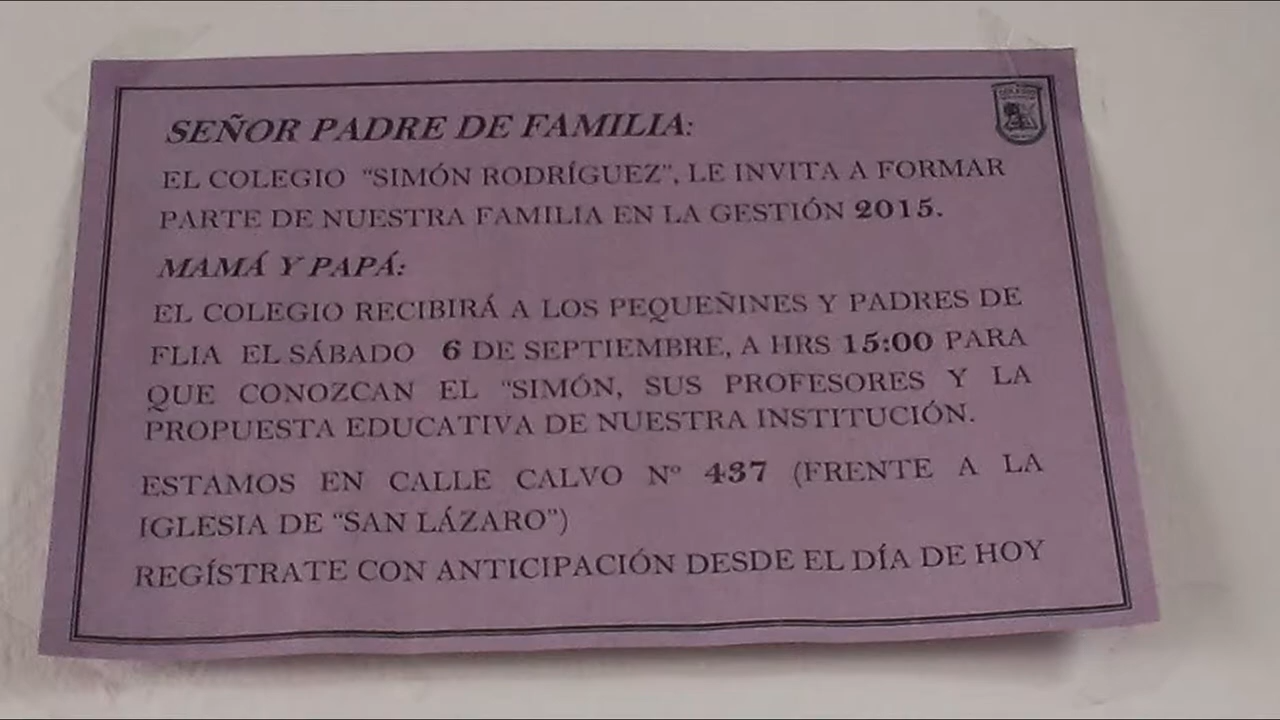 SEÑOR PADRE DE FAMILIA:
EL COLEGIO "SIMÓN RODRÍGUEZ", LE INVITA A FORMAR
PARTE DE NUESTRA FAMILIA EN LA GESTIÓN 2015.
MAMÁ Y PAPÁ:
EL COLEGIO RECIBIRÁ A LOS PEQUEÑINES Y PADRES DE
FLIA EL SÁBADO 6 DE SEPTIEMBRE, A HRS 15:00 PARA
QUE CONOZCAN EL "SIMÓN, SUS PROFESORES Y LA
PROPUESTA EDUCATIVA DE NUESTRA INSTITUCIÓN.
ESTAMOS EN CALLE CALVO Nº 437 (FRENTE A LA
IGLESIA DE "SAN LÁZARO")
REGÍSTRATE CON ANTICIPACIÓN DESDE EL DÍA DE HOY